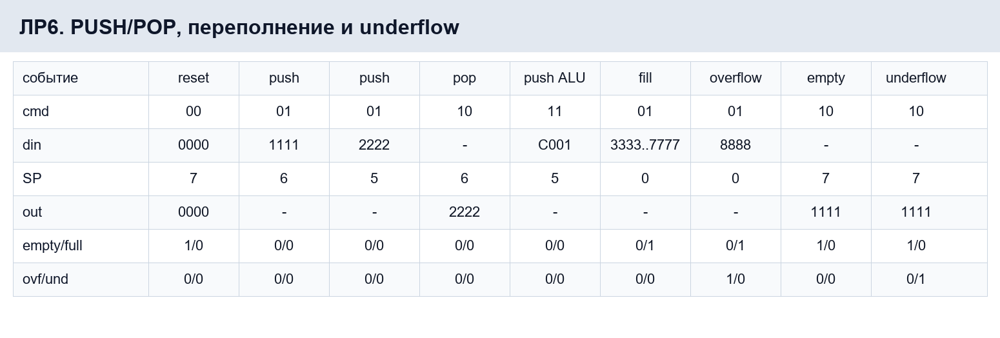 ЛР6. PUSH/POP, переполнение и underflow
событие reset push push pop push ALU fill overflow empty underflow
cmd 00 01 01 10 11 01 01 10 10
din 0000 1111 2222 - C001 3333..7777 8888 - -
SP 7 6 5 6 5 0 0 7 7
out 0000 - - 2222 - - - 1111 1111
empty/full 1/0 0/0 0/0 0/0 0/0 0/1 0/1 1/0 1/0
ovf/und 0/0 0/0 0/0 0/0 0/0 0/0 1/0 0/0 0/1